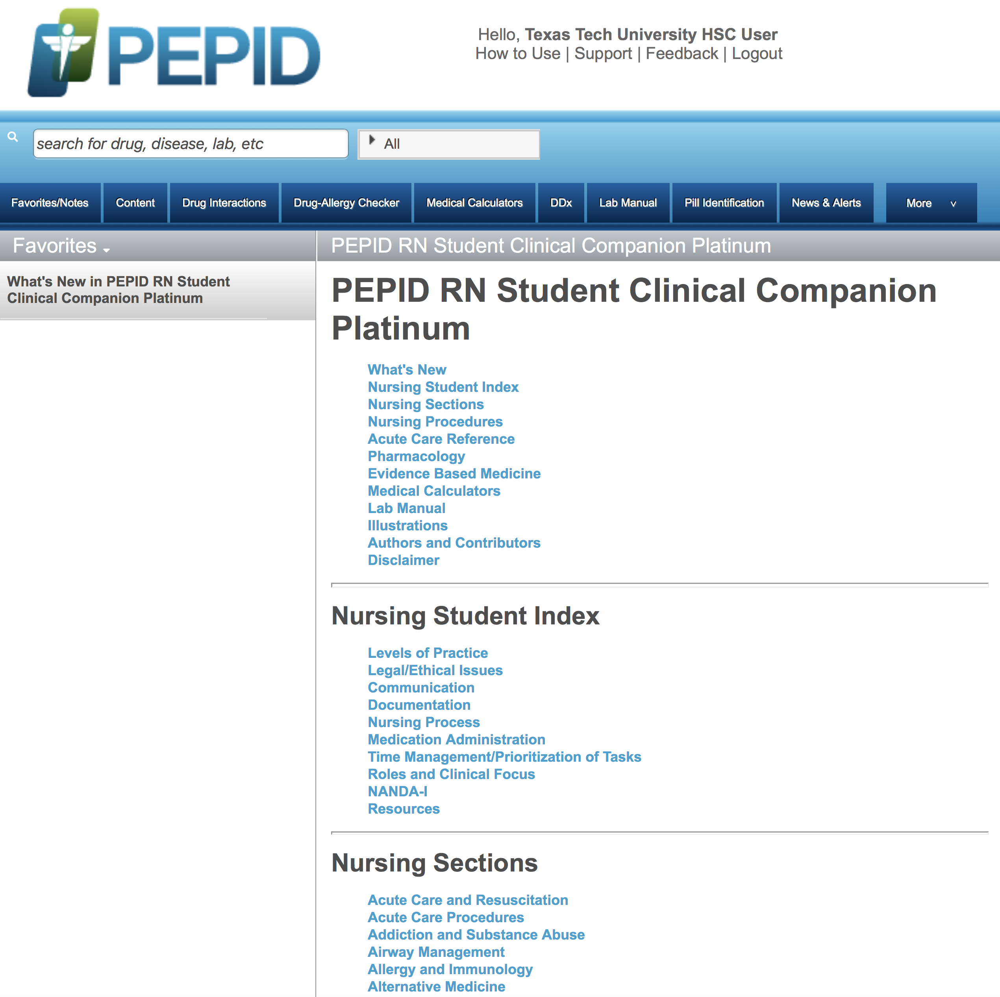 PEPID
Hello, Texas Tech University HSC User
How to Use | Support | Feedback | Logout
search for drug, disease, lab, etc
All
Favorites/Notes Content Drug Interactions Drug-Allergy Checker Medical Calculators DDx Lab Manual Pill Identification News & Alerts More
Favorites
What's New in PEPID RN Student
Clinical Companion Platinum
PEPID RN Student Clinical Companion Platinum
PEPID RN Student Clinical Companion
Platinum
What's New
Nursing Student Index
Nursing Sections
Nursing Procedures
Acute Care Reference
Pharmacology
Evidence Based Medicine
Medical Calculators
Lab Manual
Illustrations
Authors and Contributors
Disclaimer
Nursing Student Index
Levels of Practice
Legal/Ethical Issues
Communication
Documentation
Nursing Process
Medication Administration
Time Management/Prioritization of Tasks
Roles and Clinical Focus
NANDA-I
Resources
Nursing Sections
Acute Care and Resuscitation
Acute Care Procedures
Addiction and Substance Abuse
Airway Management
Allergy and Immunology
Alternative Medicine